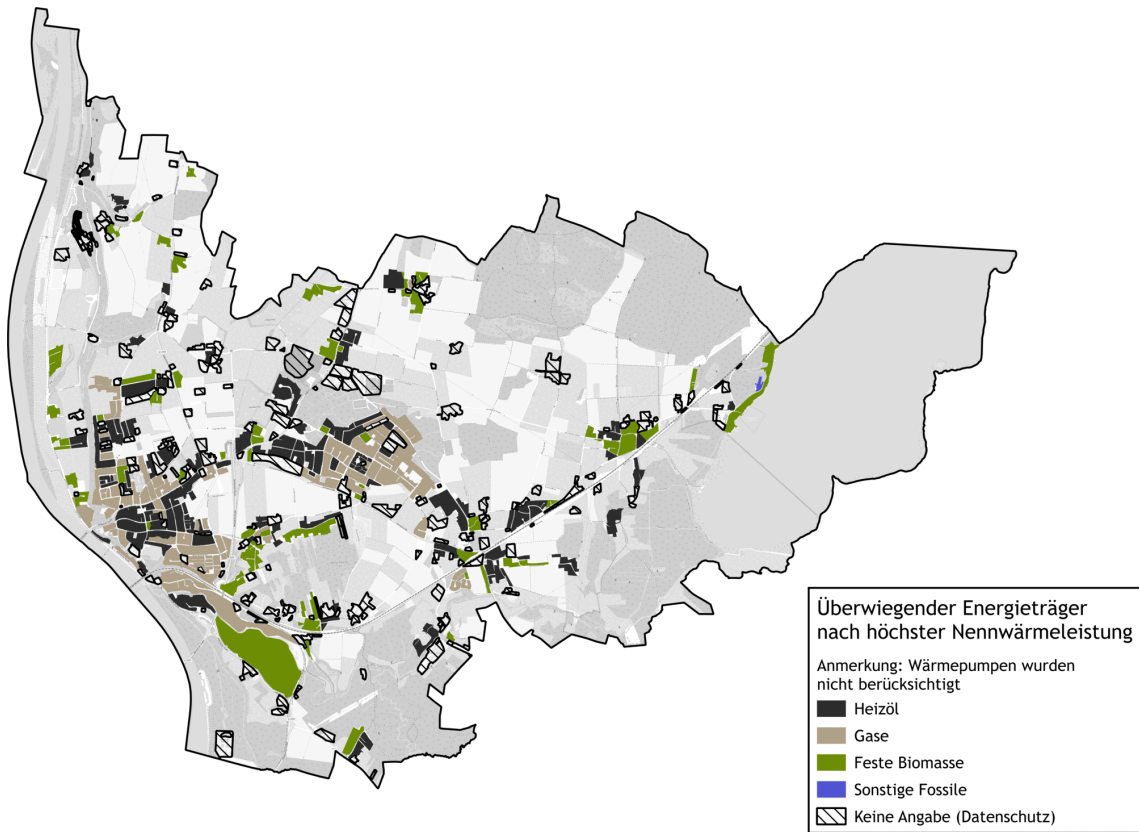 Überwiegender Energieträger
nach höchster Nennwärmeleistung
Anmerkung: Wärmepumpen wurden
nicht berücksichtigt
Heizöl
Gase
Feste Biomasse
Sonstige Fossile
Keine Angabe (Datenschutz)